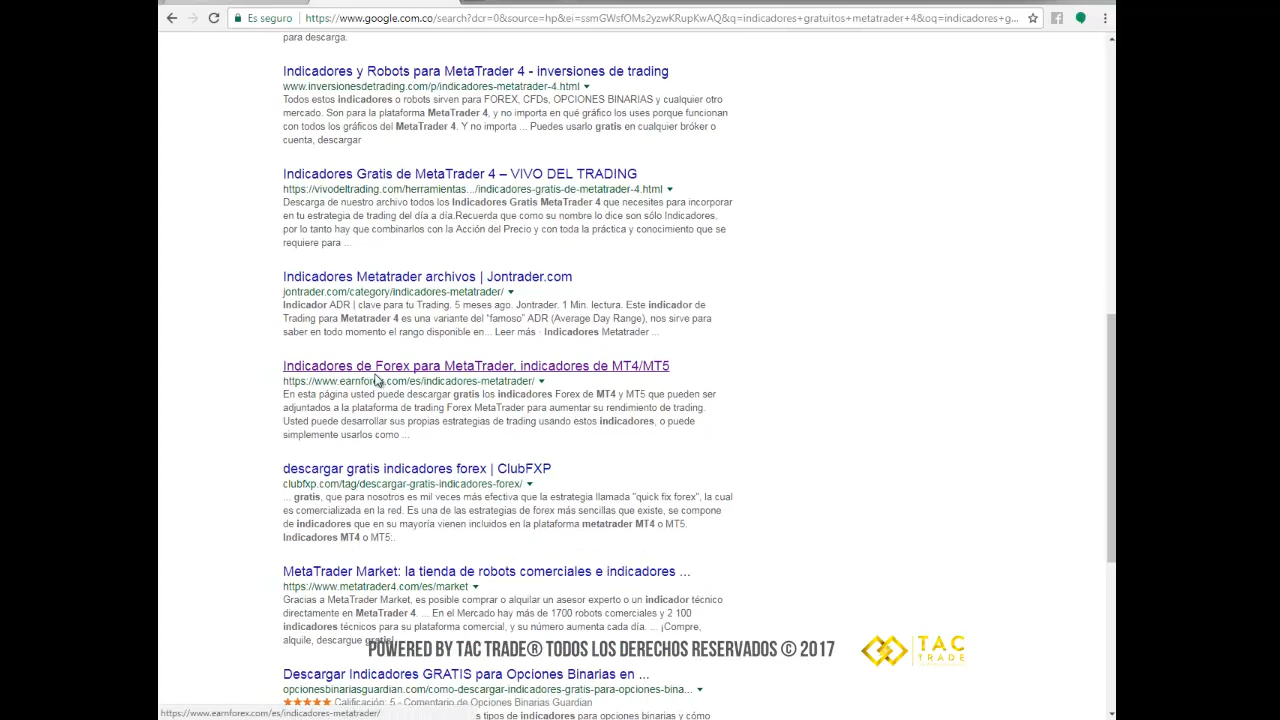 Es seguro
https://www.google.com.co/search?dcr=0&source=hp&ei=ssmGWsfOMs2yzwKRupKwAQ&q=indicadores+gratuitos+metatrader+4&oq=indicadores+g...
para descarga.
Indicadores y Robots para MetaTrader 4 - inversiones de trading
www.inversionesdetrading.com/p/indicadores-metatrader-4.html
Todos estos indicadores o robots sirven para FOREX, CFDs, OPCIONES BINARIAS y cualquier otro
mercado. Son para la plataforma MetaTrader 4, y no importa en qué gráfico los uses porque funcionan
con todos los gráficos del MetaTrader 4. Y no importa ... Puedes usarlo gratis en cualquier bróker o
cuenta, descargar
Indicadores Gratis de MetaTrader 4 – VIVO DEL TRADING
https://vivodeltrading.com/herramientas.../indicadores-gratis-de-metatrader-4.html
Descarga de nuestro archivo todos los Indicadores Gratis MetaTrader 4 que necesites para incorporar
en tu estrategia de trading del día a día.Recuerda que como su nombre lo dice son sólo Indicadores,
por lo tanto hay que combinarlos con la Acción del Precio y con toda la práctica y conocimiento que se
requiere para ...
Indicadores Metatrader archivos | Jontrader.com
jontrader.com/category/indicadores-metatrader/
Indicador ADR | clave para tu Trading. 5 meses ago. Jontrader. 1 Min. lectura. Este indicador de
Trading para Metatrader 4 es una variante del "famoso" ADR (Average Day Range), nos sirve para
saber en todo momento el rango disponible en... Leer más · Indicadores Metatrader ...
Indicadores de Forex para MetaTrader, indicadores de MT4/MT5
https://www.earnforex.com/es/indicadores-metatrader/
En esta página usted puede descargar gratis los indicadores Forex de MT4 y MT5 que pueden ser
adjuntados a la plataforma de trading Forex MetaTrader para aumentar su rendimiento de trading.
Usted puede desarrollar sus propias estrategias de trading usando estos indicadores, o puede
simplemente usarlos como ...
descargar gratis indicadores forex | ClubFXP
clubfxp.com/tag/descargar-gratis-indicadores-forex/
... gratis, que para nosotros es mil veces más efectiva que la estrategia llamada "quick fix forex", la cual
es comercializada en la red. Es una de las estrategias de forex más sencillas que existe, se compone
de indicadores que en su mayoría vienen incluidos en la plataforma metatrader MT4 o MT5.
Indicadores MT4 o MT5:.
MetaTrader Market: la tienda de robots comerciales e indicadores ...
https://www.metatrader4.com/es/market
Gracias a MetaTrader Market, es posible comprar o alquilar un asesor experto o un indicador técnico
directamente en MetaTrader 4. ... En el Mercado hay más de 1700 robots comerciales y 2 100
indicadores técnicos para su plataforma comercial, y su número aumenta cada día. ... ¡Compre,
alquile, descargue gratis!
POWERED BY TAC TRADE® TODOS LOS DERECHOS RESERVADOS © 2017
TAC
TRADE
Descargar Indicadores GRATIS para Opciones Binarias en ...
opcionesbinariasguardian.com/como-descargar-indicadores-gratis-para-opciones-bina...
Calificación: 5 - Comentario de Opciones Binarias Guardian
https://www.earnforex.com/es/indicadores-metatrader/
s tipos de indicadores para opciones binarias y cómo